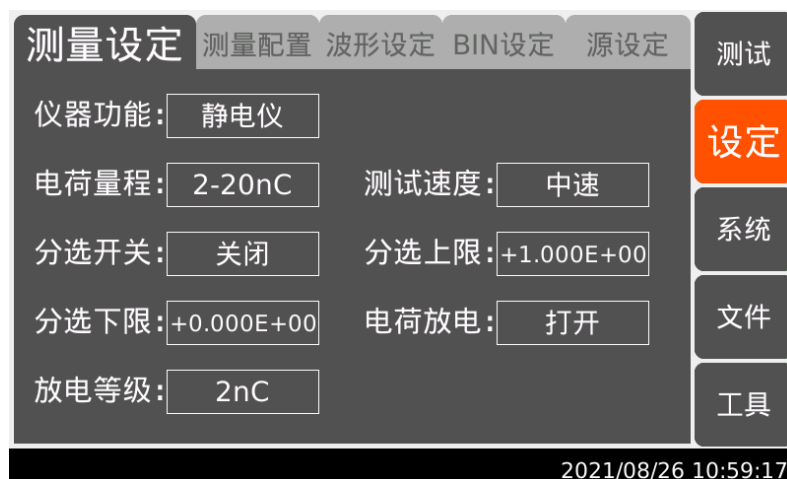 测量设定 测量配置 波形设定 BIN设定 源设定 测试
仪器功能: 静电仪 设定
电荷量程: 2-20nC 测试速度: 中速
分选开关: 关闭 分选上限: +1.000E+00 系统
分选下限: +0.000E+00 电荷放电: 打开 文件
放电等级: 2nC 工具
2021/08/26 10:59:17